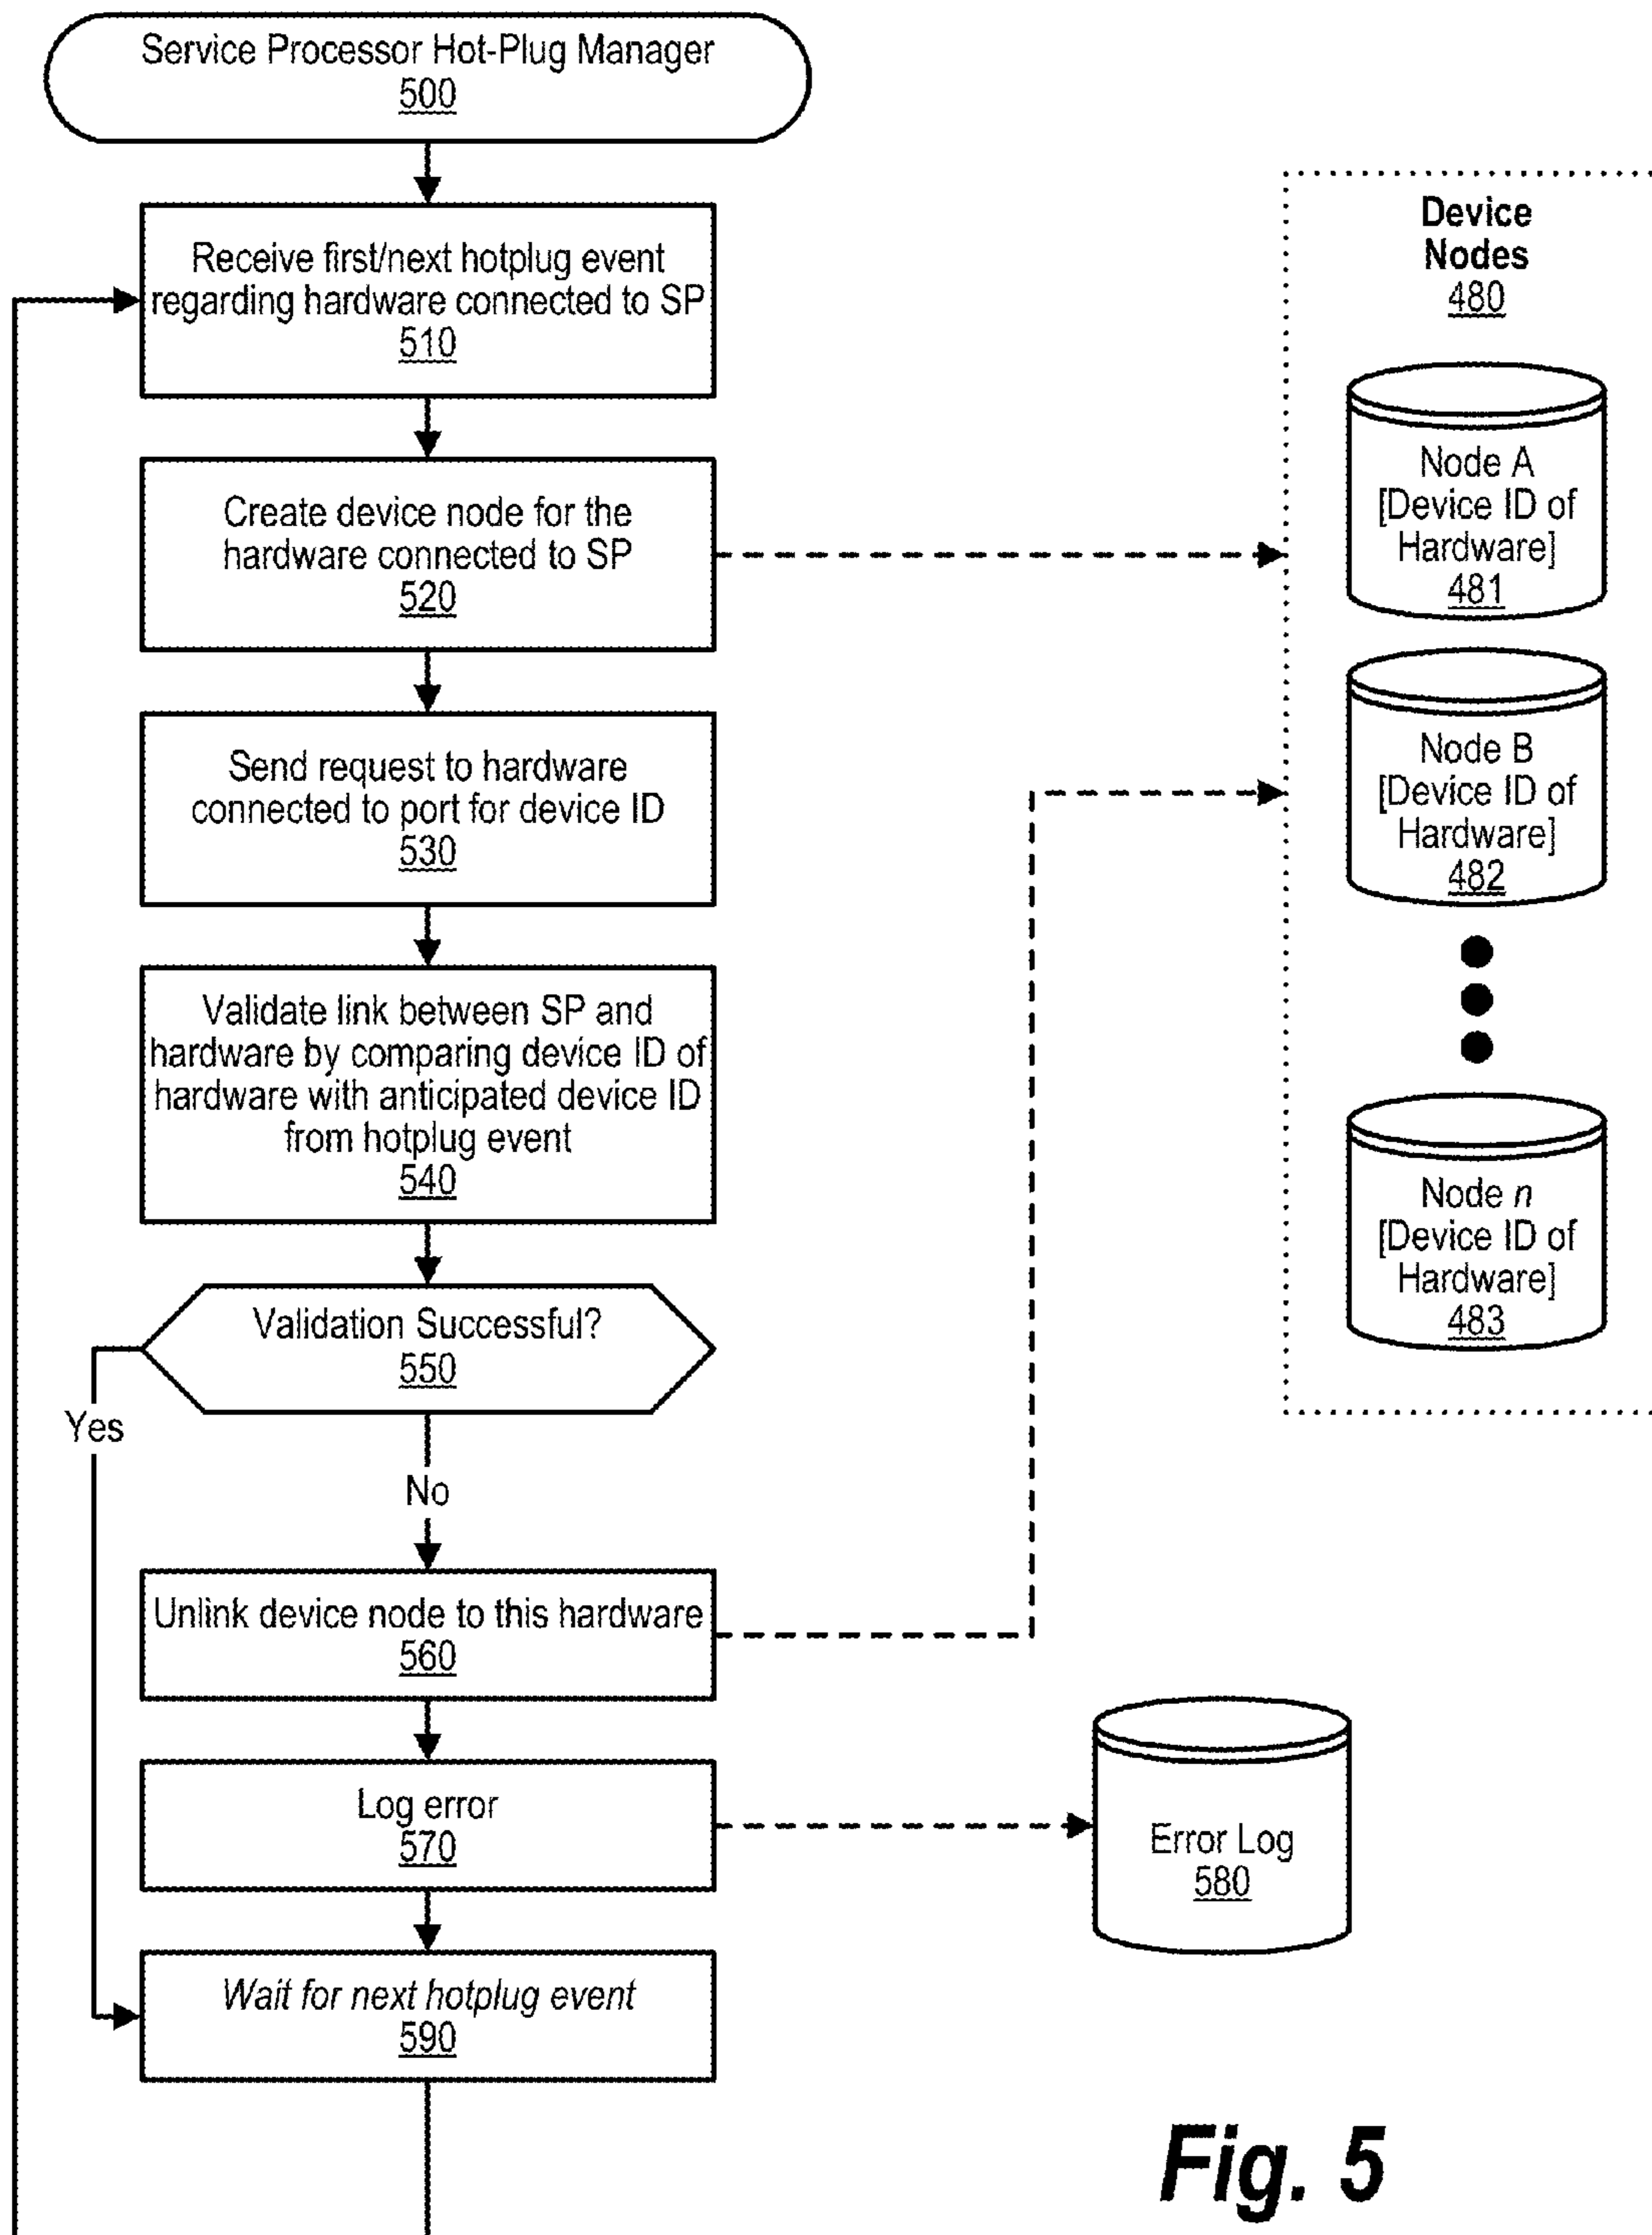 Service Processor Hot-Plug Manager
500
Receive first/next hotplug event
regarding hardware connected to SP
510
Create device node for the
hardware connected to SP
520
Send request to hardware
connected to port for device ID
530
Validate link between SP and
hardware by comparing device ID of
hardware with anticipated device ID
from hotplug event
540
Validation Successful?
550
Yes
No
Unlink device node to this hardware
560
Log error
570
Wait for next hotplug event
590
Device
Nodes
480
Node A
[Device ID of
Hardware]
481
Node B
[Device ID of
Hardware]
482
Node n
[Device ID of
Hardware]
483
Error Log
580
Fig. 5